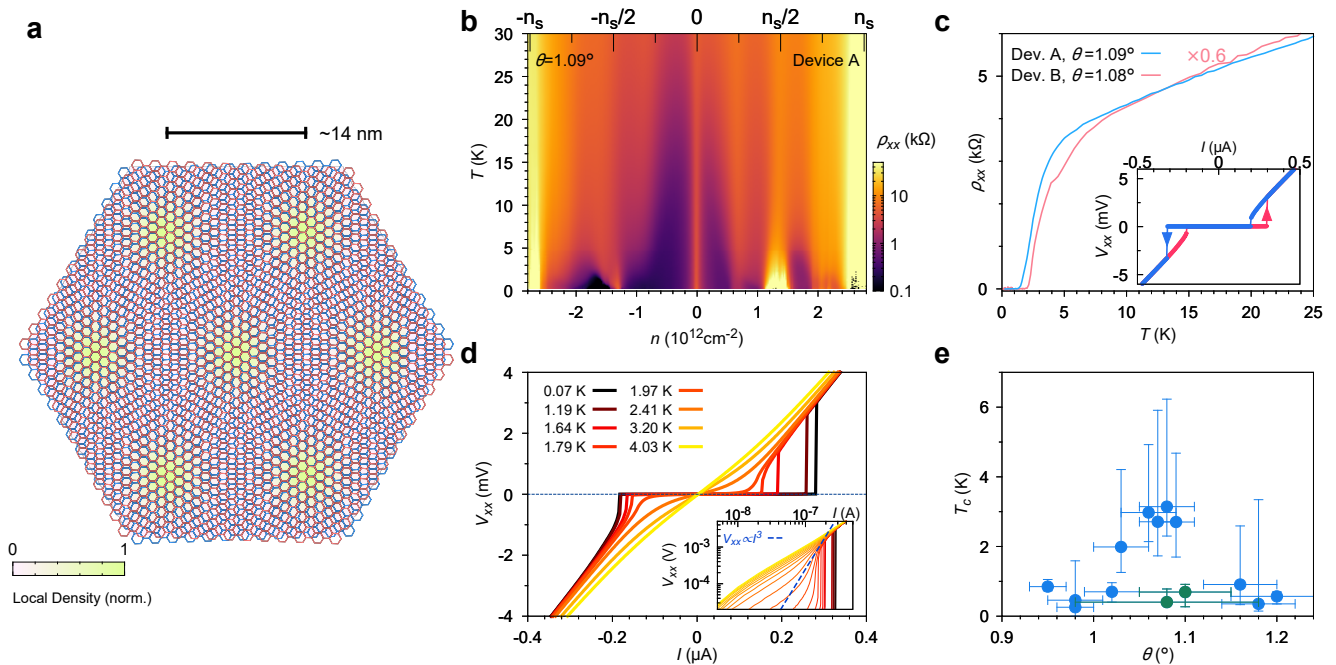 a
~14 nm
0 1
Local Density (norm.)
b
-nₛ -nₛ/2 0 nₛ/2 nₛ
θ=1.09° Device A
30
25
20
15
10
5
0
T (K)
-2 -1 0 1 2
n (10¹²cm⁻²)
ρₓₓ (kΩ)
10
1
0.1
c
Dev. A, θ=1.09°
Dev. B, θ=1.08°
×0.6
5
0
ρₓₓ (kΩ)
0 5 10 15 20 25
T (K)
I (μA)
-0.5 0 0.5
5
0
-5
Vₓₓ (mV)
d
0.07 K 1.97 K
1.19 K 2.41 K
1.64 K 3.20 K
1.79 K 4.03 K
4
2
0
-2
-4
Vₓₓ (mV)
-0.4 -0.2 0 0.2 0.4
I (μA)
10⁻⁸ 10⁻⁷ I (A)
Vₓₓ∝I³
10⁻³
10⁻⁴
Vₓₓ (V)
e
6
4
2
0
T𝑐 (K)
0.9 1 1.1 1.2
θ (°)